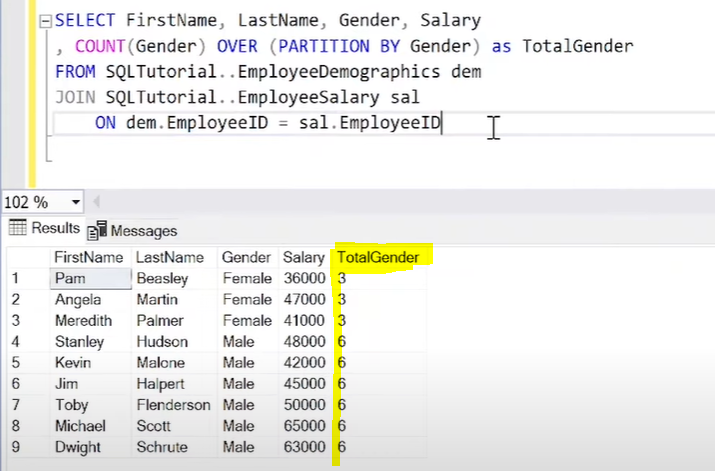 SELECT FirstName, LastName, Gender, Salary
, COUNT(Gender) OVER (PARTITION BY Gender) as TotalGender
FROM SQLTutorial..EmployeeDemographics dem
JOIN SQLTutorial..EmployeeSalary sal
ON dem.EmployeeID = sal.EmployeeID
102 %
Results Messages
FirstName LastName Gender Salary TotalGender
1 Pam Beasley Female 36000 3
2 Angela Martin Female 47000 3
3 Meredith Palmer Female 41000 3
4 Stanley Hudson Male 48000 6
5 Kevin Malone Male 42000 6
6 Jim Halpert Male 45000 6
7 Toby Flenderson Male 50000 6
8 Michael Scott Male 65000 6
9 Dwight Schrute Male 63000 6